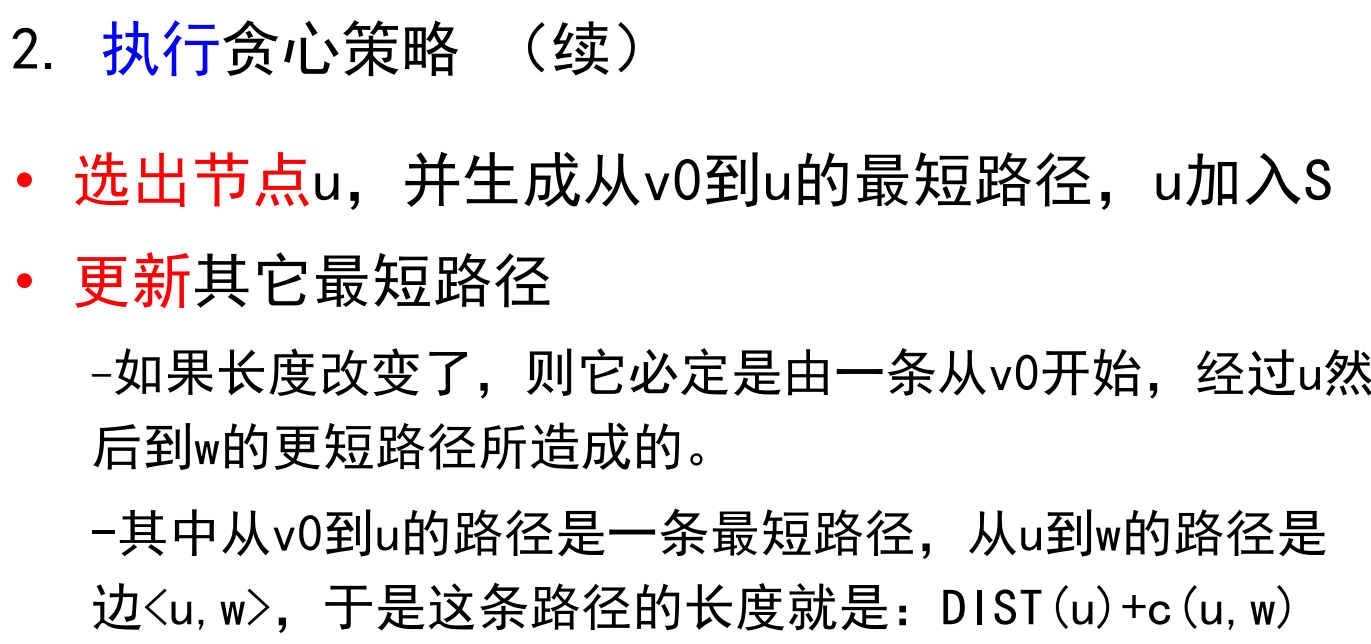 2. 执行贪心策略 （续）
• 选出节点u，并生成从v0到u的最短路径，u加入S
• 更新其它最短路径
-如果长度改变了，则它必定是由一条从v0开始，经过u然
后到w的更短路径所造成的。
-其中从v0到u的路径是一条最短路径，从u到w的路径是
边<u,w>，于是这条路径的长度就是：DIST(u)+c(u,w)